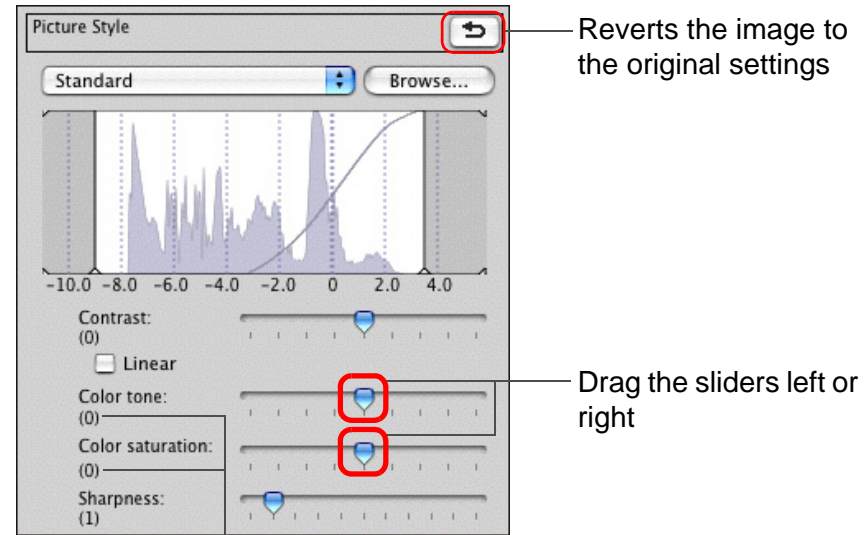 Picture Style
Reverts the image to
the original settings
Standard
Browse...
-10.0 -8.0 -6.0 -4.0 -2.0 0 2.0 4.0
Contrast:
(0)
Linear
Color tone:
(0)
Drag the sliders left or
right
Color saturation:
(0)
Sharpness:
(1)